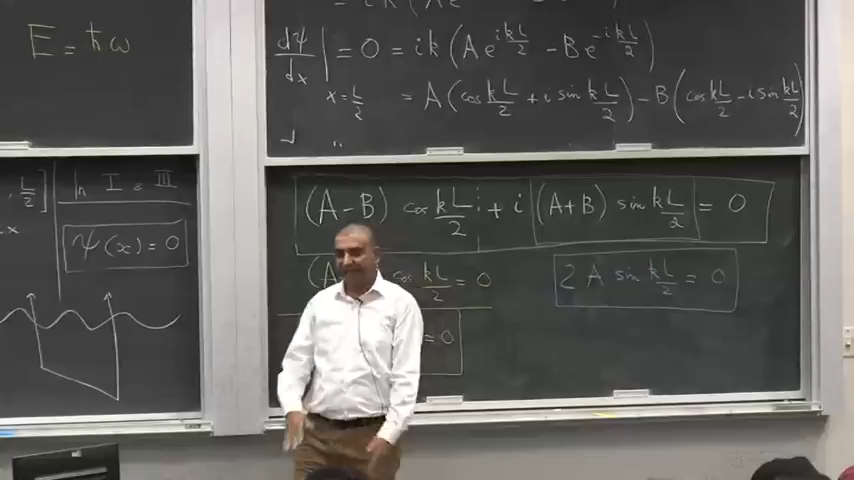 E = ħω
dψ/dx | x = L/2 = 0 = ik (A e^{ikL/2} - B e^{-ikL/2})
= A (cos kL/2 + i sin kL/2) - B (cos kL/2 - i sin kL/2)
In I & III
ψ(x) = 0
(A - B) cos kL/2 + i (A + B) sin kL/2 = 0
cos kL/2 = 0
2 A sin kL/2 = 0
= 0